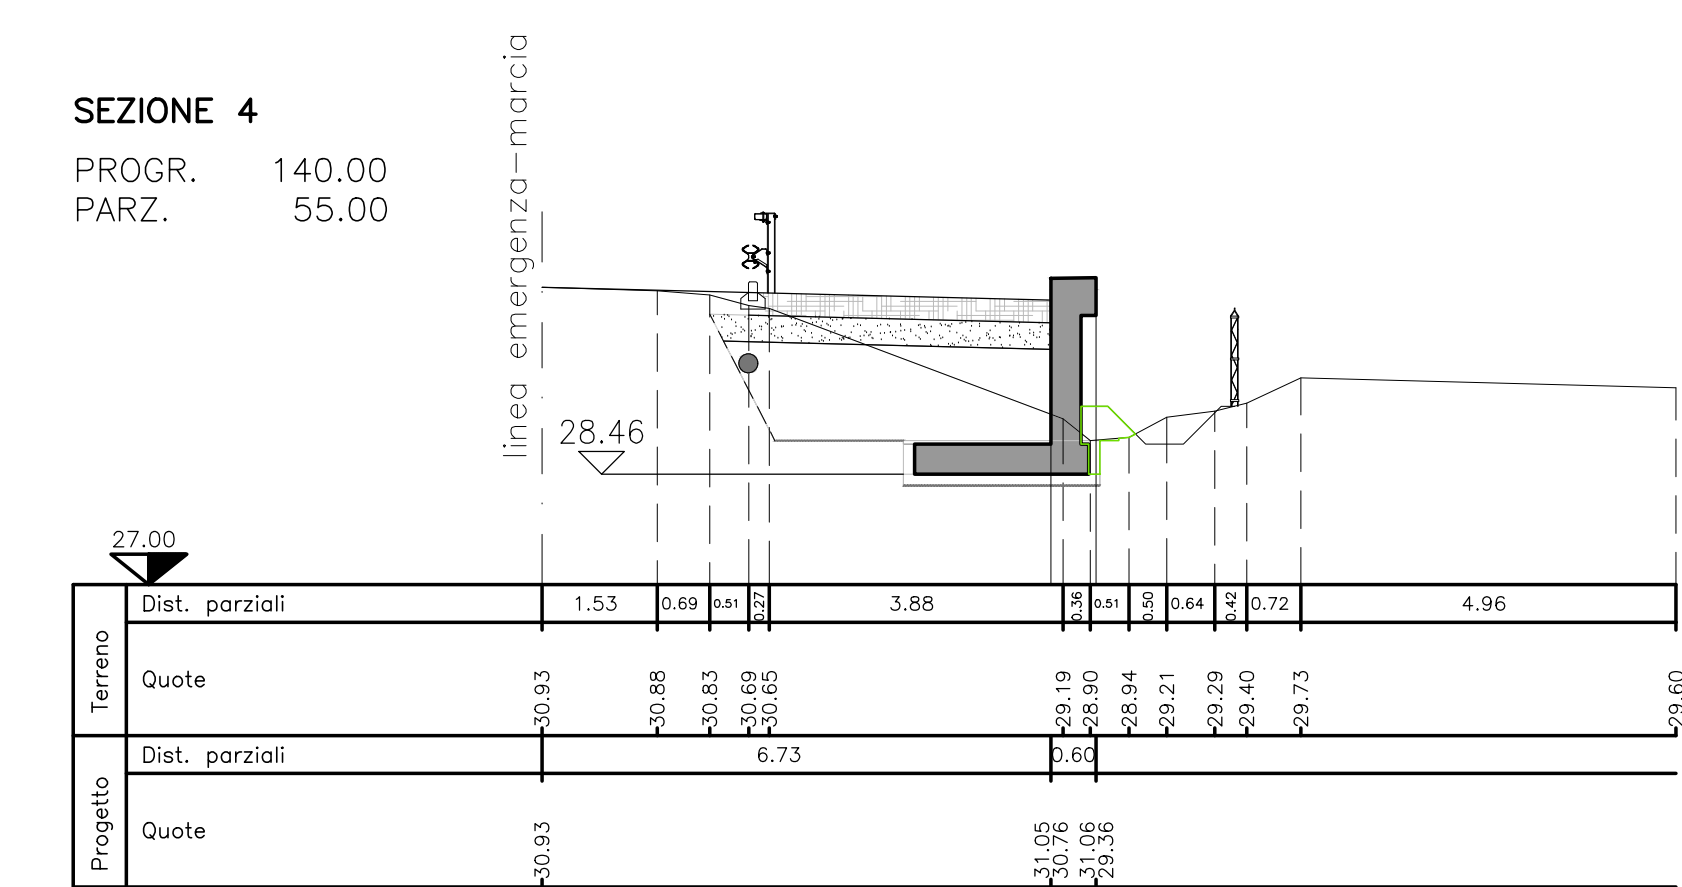 SEZIONE 4
PROGR. 140.00
PARZ. 55.00
linea emergenza-marcia
28.46
27.00
Terreno
Dist. parziali 1.53 0.69 0.51 0.27 3.88 0.36 0.51 0.50 0.64 0.42 0.72 4.96
Quote 30.93 30.88 30.83 30.69 30.65 29.19 28.90 28.94 29.21 29.29 29.40 29.73 29.60
Progetto
Dist. parziali 6.73 0.60
Quote 30.93 31.05 30.76 31.06 29.36